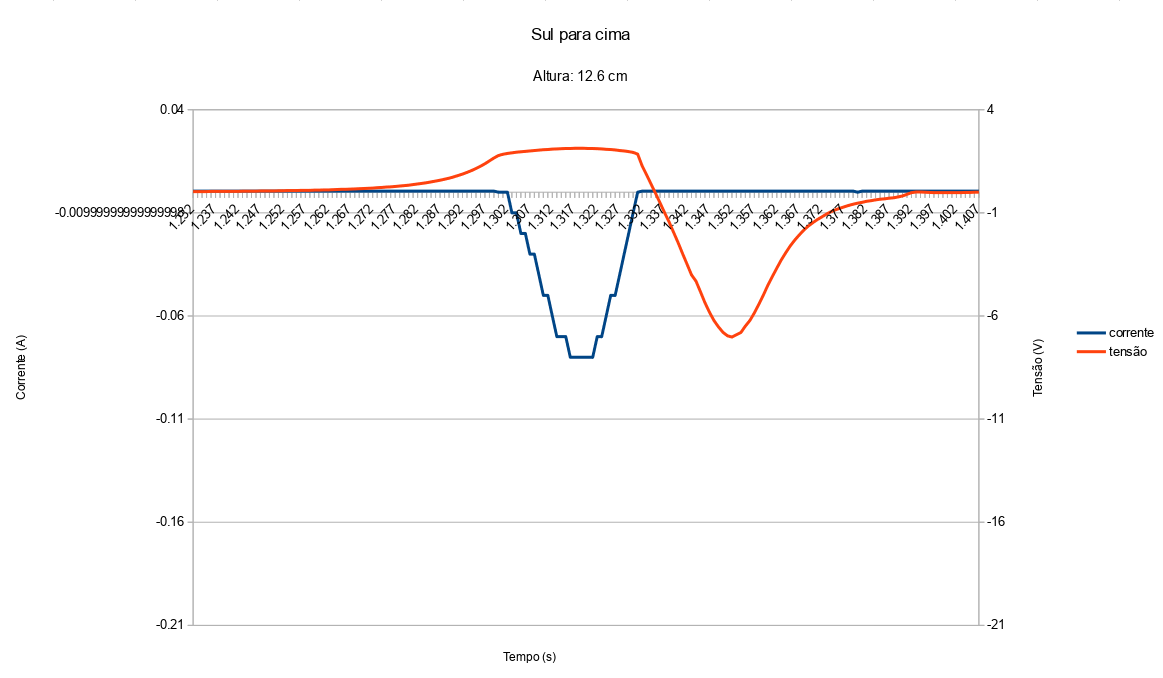 Sul para cima
Altura: 12.6 cm
0.04
-0.0099999999999999998
-0.06
-0.11
-0.16
-0.21
Corrente (A)
1.232 1.237 1.242 1.247 1.252 1.257 1.262 1.267 1.272 1.277 1.282 1.287 1.292 1.297 1.302 1.307 1.312 1.317 1.322 1.327 1.332 1.337 1.342 1.347 1.352 1.357 1.362 1.367 1.372 1.377 1.382 1.387 1.392 1.397 1.402 1.407
4
-1
-6
-11
-16
-21
Tensão (V)
corrente
tensão
Tempo (s)